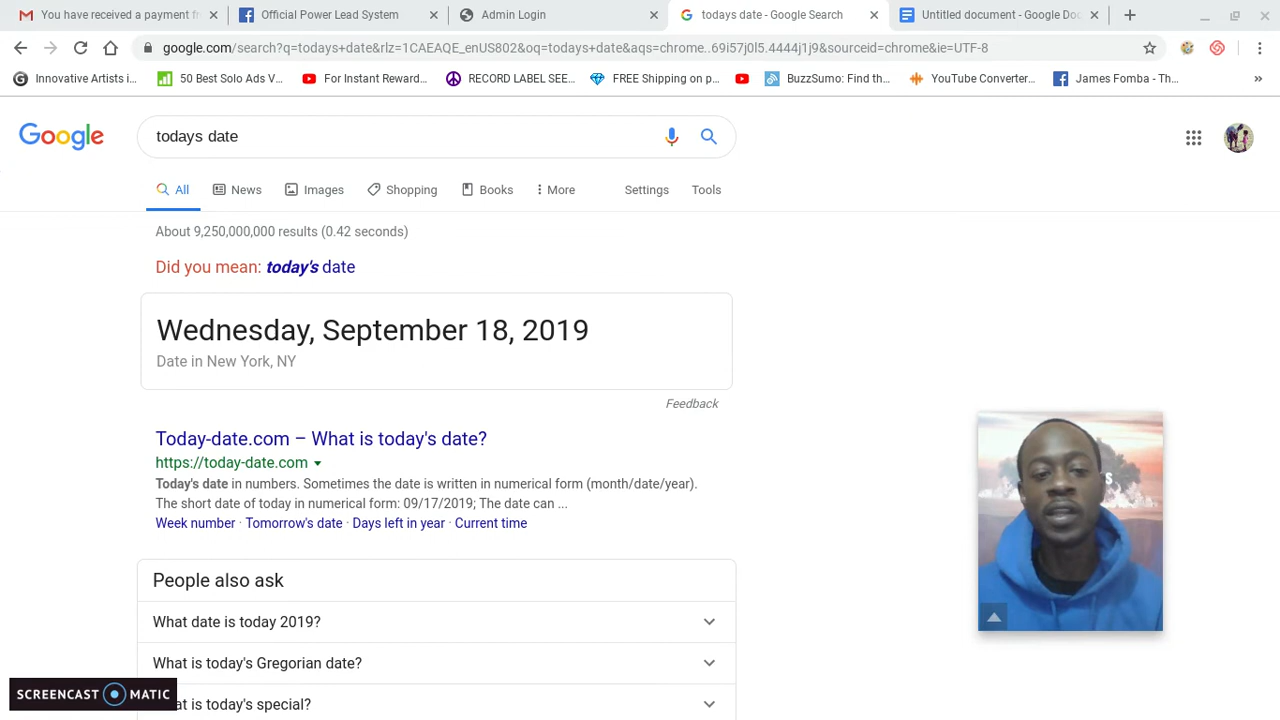 You have received a payment fr
Official Power Lead System
Admin Login
todays date - Google Search
Untitled document - Google Doc
google.com/search?q=todays+date&rlz=1CAEAQE_enUS802&oq=todays+date&aqs=chrome..69i57j0l5.4444j1j9&sourceid=chrome&ie=UTF-8
Innovative Artists i...
50 Best Solo Ads V...
For Instant Reward...
RECORD LABEL SEE...
FREE Shipping on p...
BuzzSumo: Find th...
YouTube Converter...
James Fomba - Th...
Google
todays date
All
News
Images
Shopping
Books
More
Settings
Tools
About 9,250,000,000 results (0.42 seconds)
Did you mean: today's date
Wednesday, September 18, 2019
Date in New York, NY
Feedback
Today-date.com – What is today's date?
https://today-date.com
Today's date in numbers. Sometimes the date is written in numerical form (month/date/year).
The short date of today in numerical form: 09/17/2019; The date can ...
Week number · Tomorrow's date · Days left in year · Current time
People also ask
What date is today 2019?
What is today's Gregorian date?
is today's special?
SCREENCAST MATIC